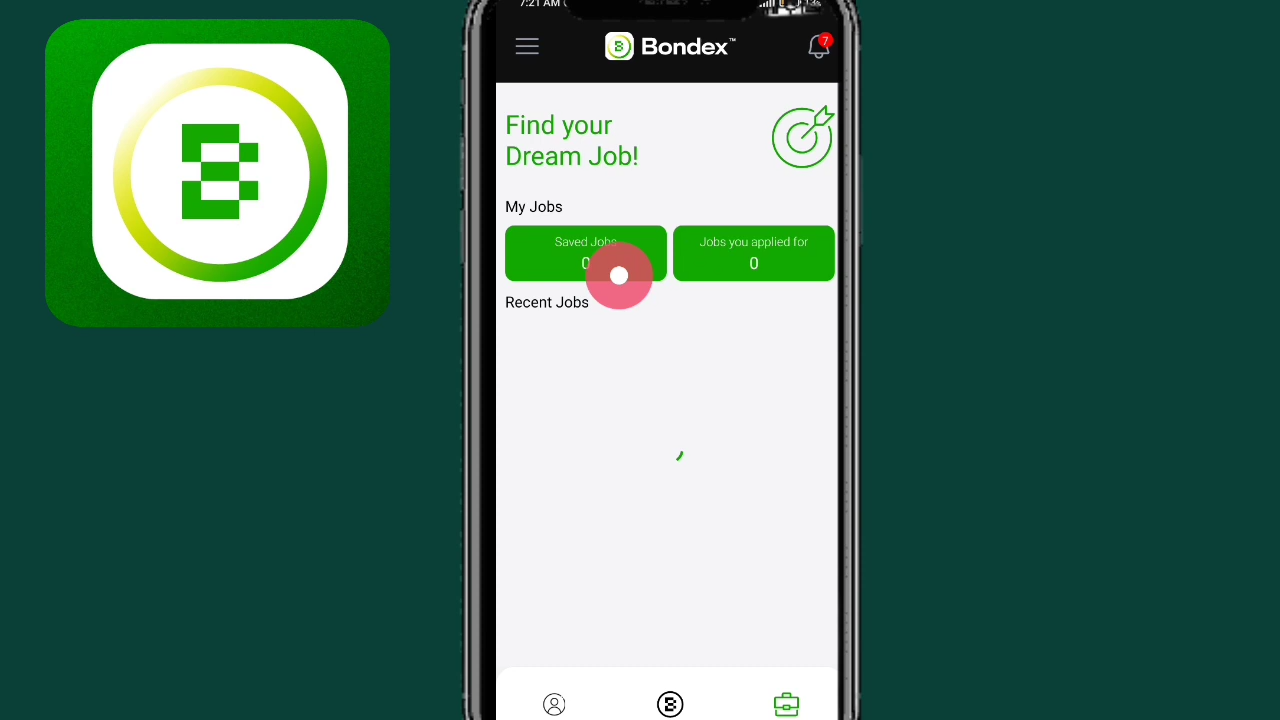 7:21 AM
Bondex™
7
Find your
Dream Job!
My Jobs
Saved Jobs
0
Jobs you applied for
0
Recent Jobs